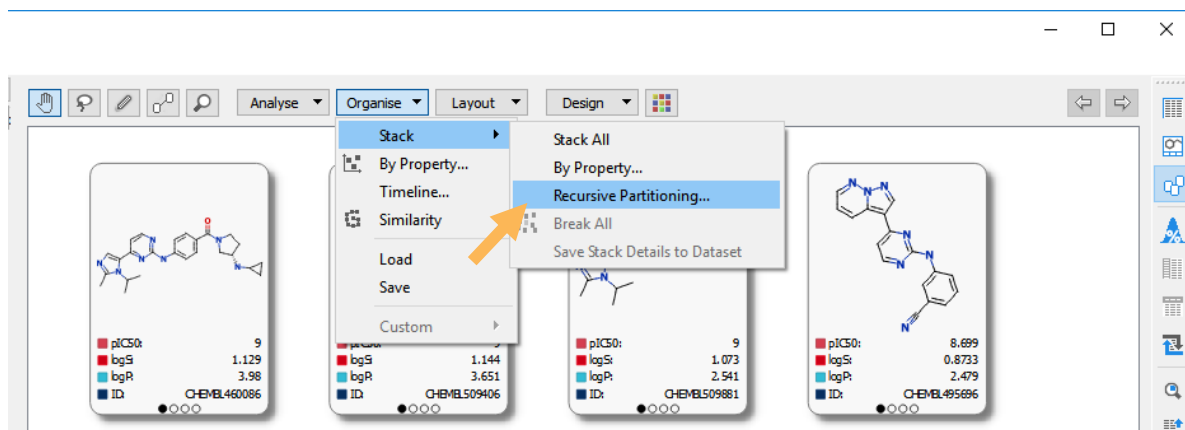 Analyse Organise Layout Design
Stack
By Property...
Timeline...
Similarity
Load
Save
Custom
Stack All
By Property...
Recursive Partitioning...
Break All
Save Stack Details to Dataset
O
N
N
N
N
N
N
N
pIC50: 9
logS: 1.129
logP: 3.98
ID: CHEMBL460086
9
logS: 1.144
logP: 3.651
ID: CHEMBL509406
N
N
pIC50: 9
logS: 1.073
logP: 2.541
ID: CHEMBL509881
N
N
N
N
N
N
N
pIC50: 8.699
logS: 0.8733
logP: 2.479
ID: CHEMBL495696